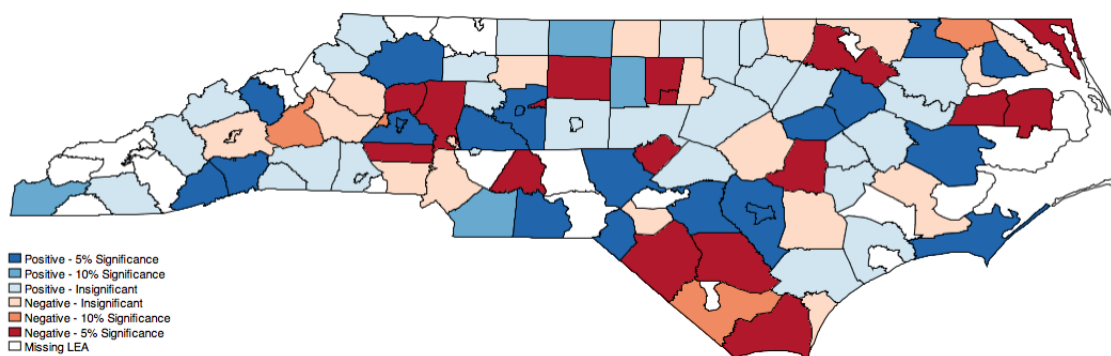 Positive - 5% Significance
Positive - 10% Significance
Positive - Insignificant
Negative - Insignificant
Negative - 10% Significance
Negative - 5% Significance
Missing LEA